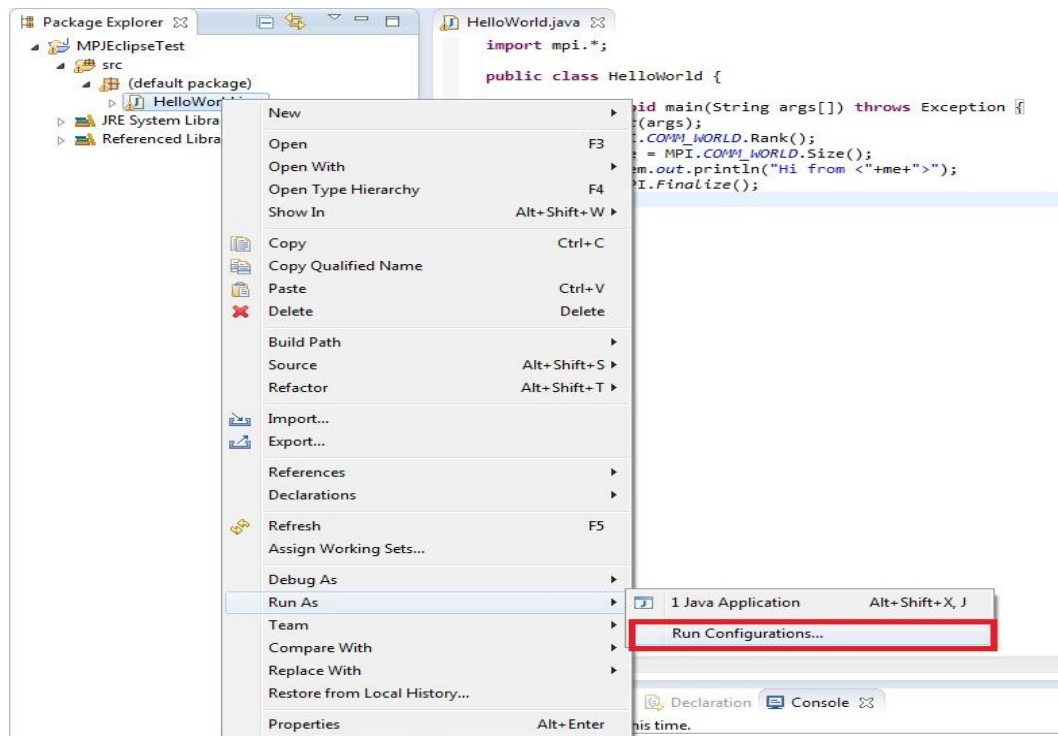 Package Explorer
MPJEclipseTest
src
(default package)
HelloWor
JRE System Libra
Referenced Libra
HelloWorld.java
import mpi.*;
public class HelloWorld {
id main(String args[]) throws Exception {
(args);
.COMM_WORLD.Rank();
= MPI.COMM_WORLD.Size();
m.out.println("Hi from <"+me+">");
PI.Finalize();
New
Open F3
Open With
Open Type Hierarchy F4
Show In Alt+Shift+W
Copy Ctrl+C
Copy Qualified Name
Paste Ctrl+V
Delete Delete
Build Path
Source Alt+Shift+S
Refactor Alt+Shift+T
Import...
Export...
References
Declarations
Refresh F5
Assign Working Sets...
Debug As
Run As
Team
Compare With
Replace With
Restore from Local History...
Properties Alt+Enter
1 Java Application Alt+Shift+X, J
Run Configurations...
Declaration Console
his time.